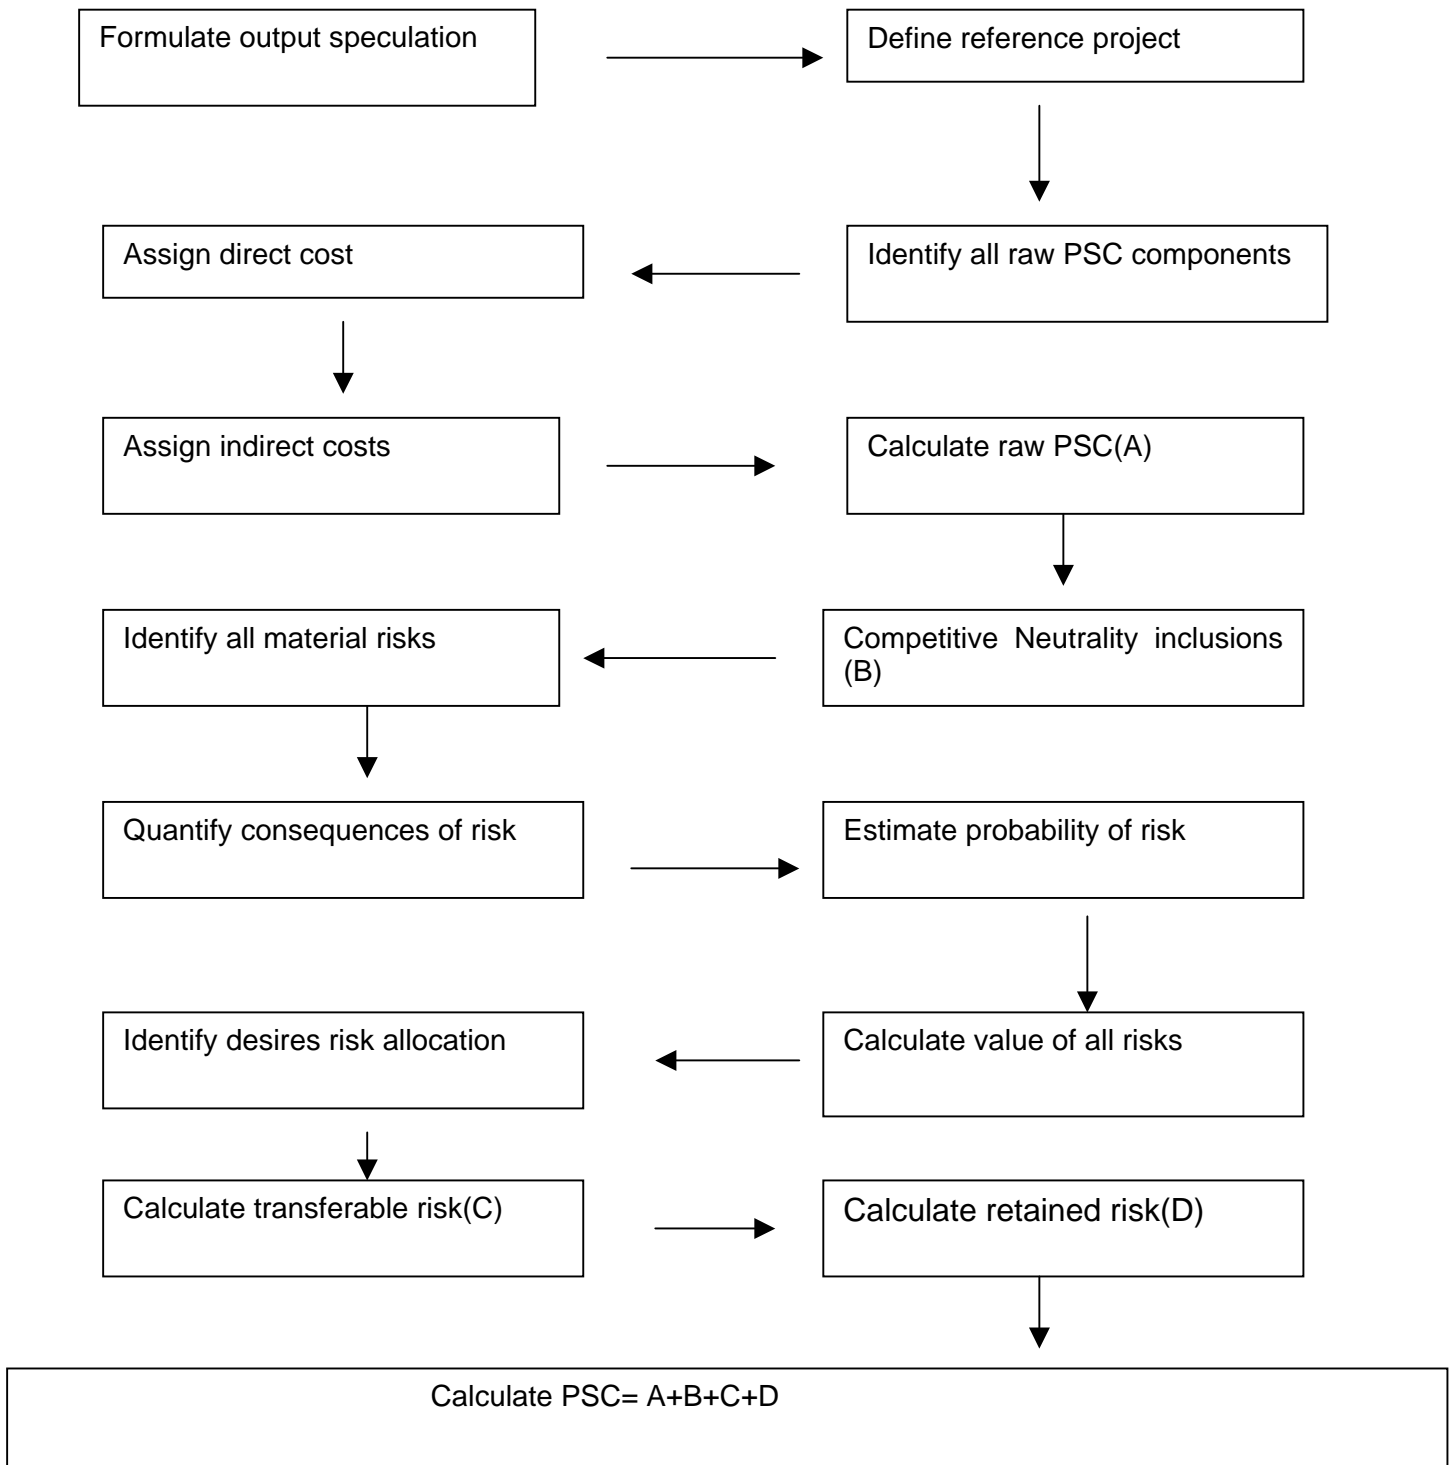 Formulate output speculation
Define reference project
Assign direct cost
Identify all raw PSC components
Assign indirect costs
Calculate raw PSC(A)
Identify all material risks
Competitive Neutrality inclusions
(B)
Quantify consequences of risk
Estimate probability of risk
Identify desires risk allocation
Calculate value of all risks
Calculate transferable risk(C)
Calculate retained risk(D)
Calculate PSC= A+B+C+D